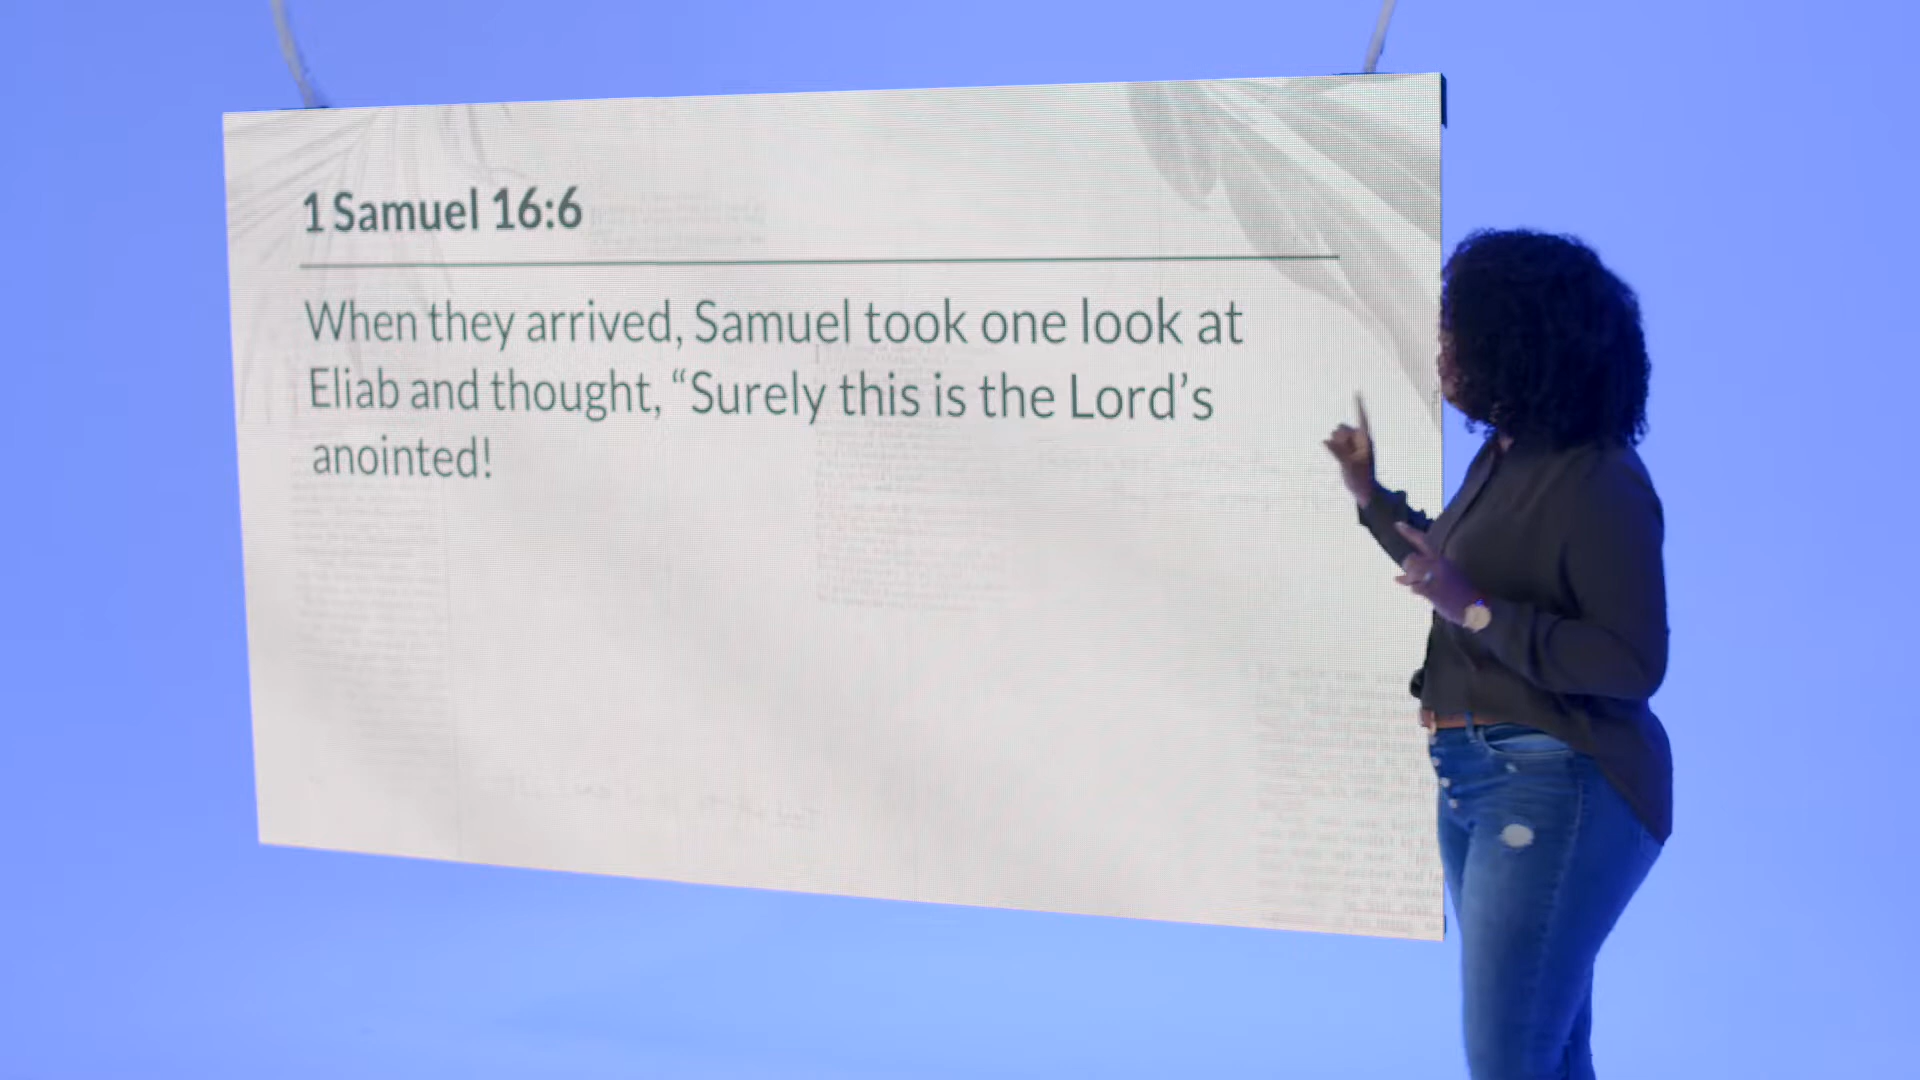 1 Samuel 16:6
When they arrived, Samuel took one look at
Eliab and thought, “Surely this is the Lord’s
anointed!